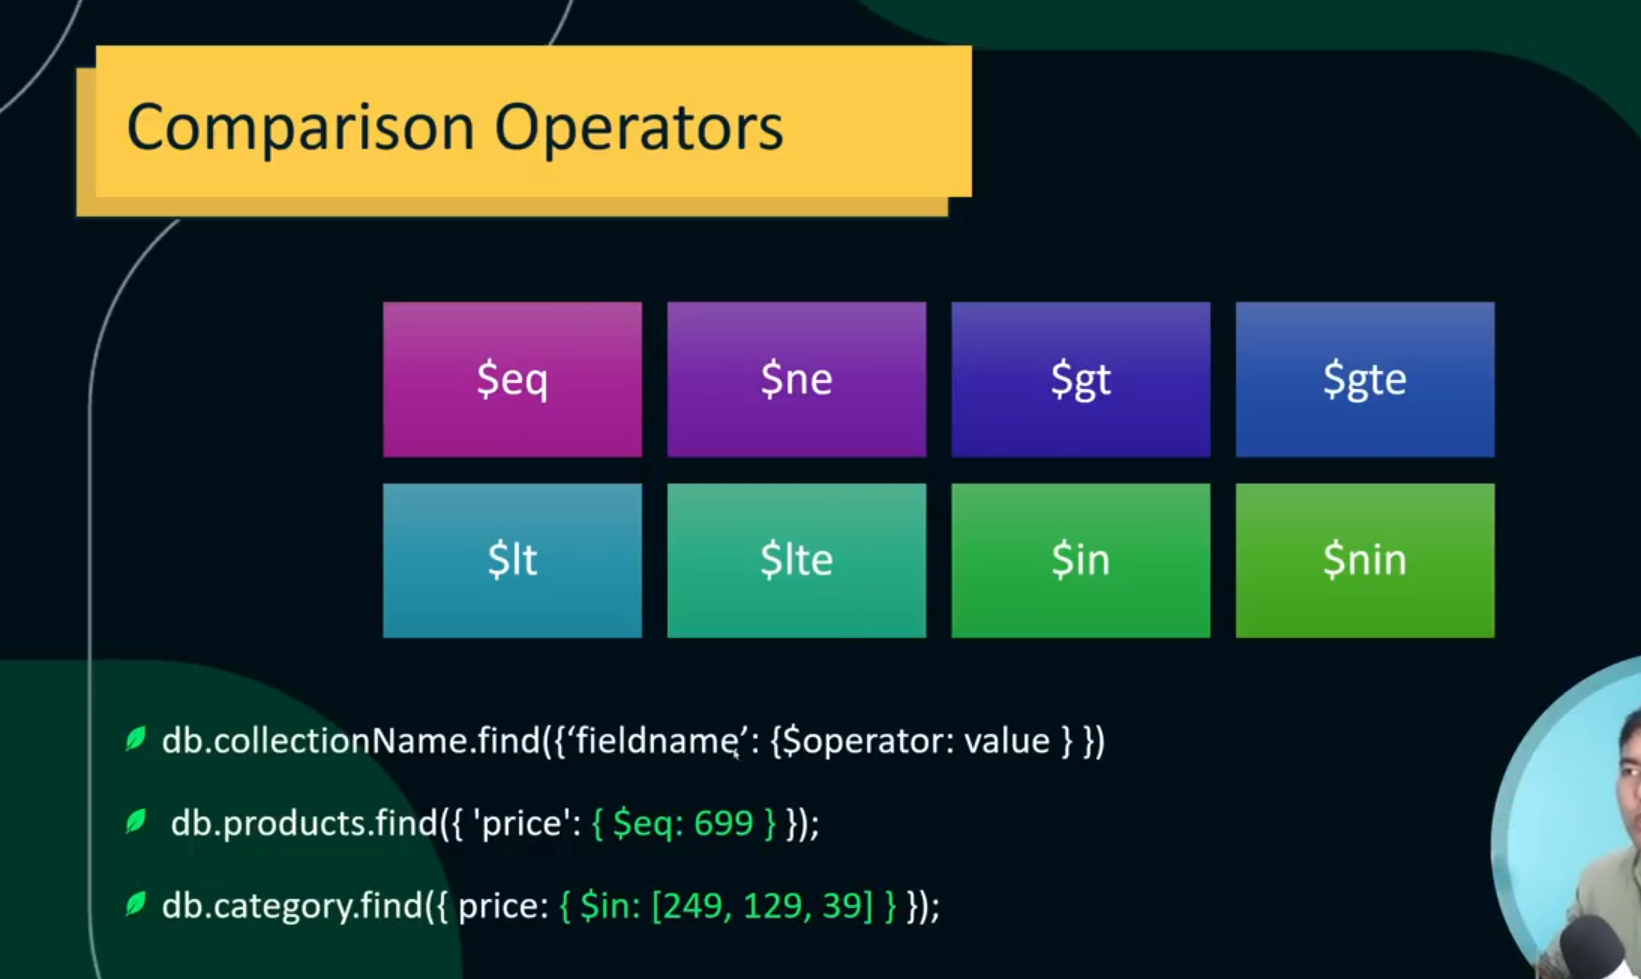 Comparison Operators
$eq
$ne
$gt
$gte
$lt
$lte
$in
$nin
db.collectionName.find({‘fieldname’: {$operator: value } })
db.products.find({ 'price': { $eq: 699 } });
db.category.find({ price: { $in: [249, 129, 39] } });